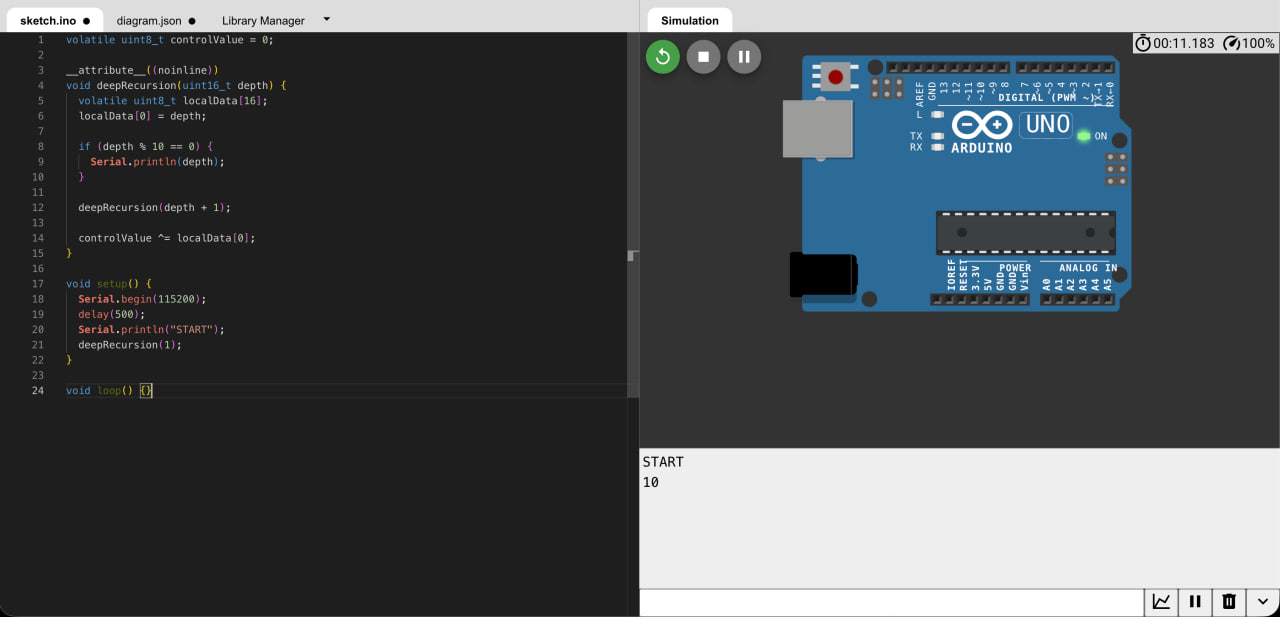 sketch.ino ●
diagram.json ●
Library Manager
1 volatile uint8_t controlValue = 0;
2
3 __attribute__((noinline))
4 void deepRecursion(uint16_t depth) {
5 volatile uint8_t localData[16];
6 localData[0] = depth;
7
8 if (depth % 10 == 0) {
9 Serial.println(depth);
10 }
11
12 deepRecursion(depth + 1);
13
14 controlValue ^= localData[0];
15 }
16
17 void setup() {
18 Serial.begin(115200);
19 delay(500);
20 Serial.println("START");
21 deepRecursion(1);
22 }
23
24 void loop() {}
Simulation
00:11.183 100%
AREF
GND
13
12
~11
~10
~9
8
7
~6
~5
4
~3
2
TX→1
RX←0
DIGITAL (PWM ~)
L
TX
RX
ARDUINO
UNO
ON
IOREF
RESET
3.3V
5V
GND
GND
Vin
POWER
ANALOG IN
A0
A1
A2
A3
A4
A5
START
10